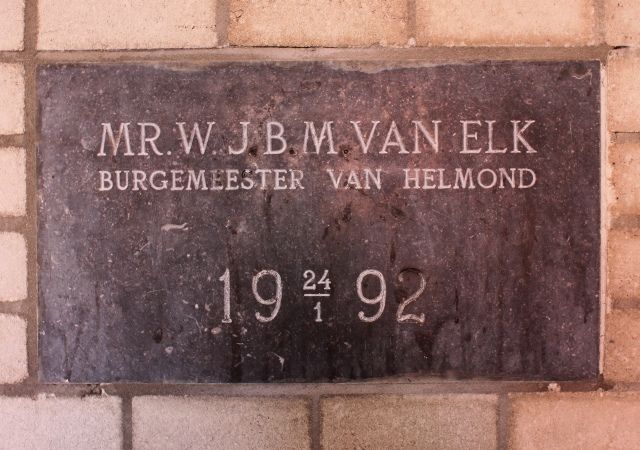 MR. W. J. B. M. VAN ELK
BURGEMEESTER VAN HELMOND
19 24/1 92